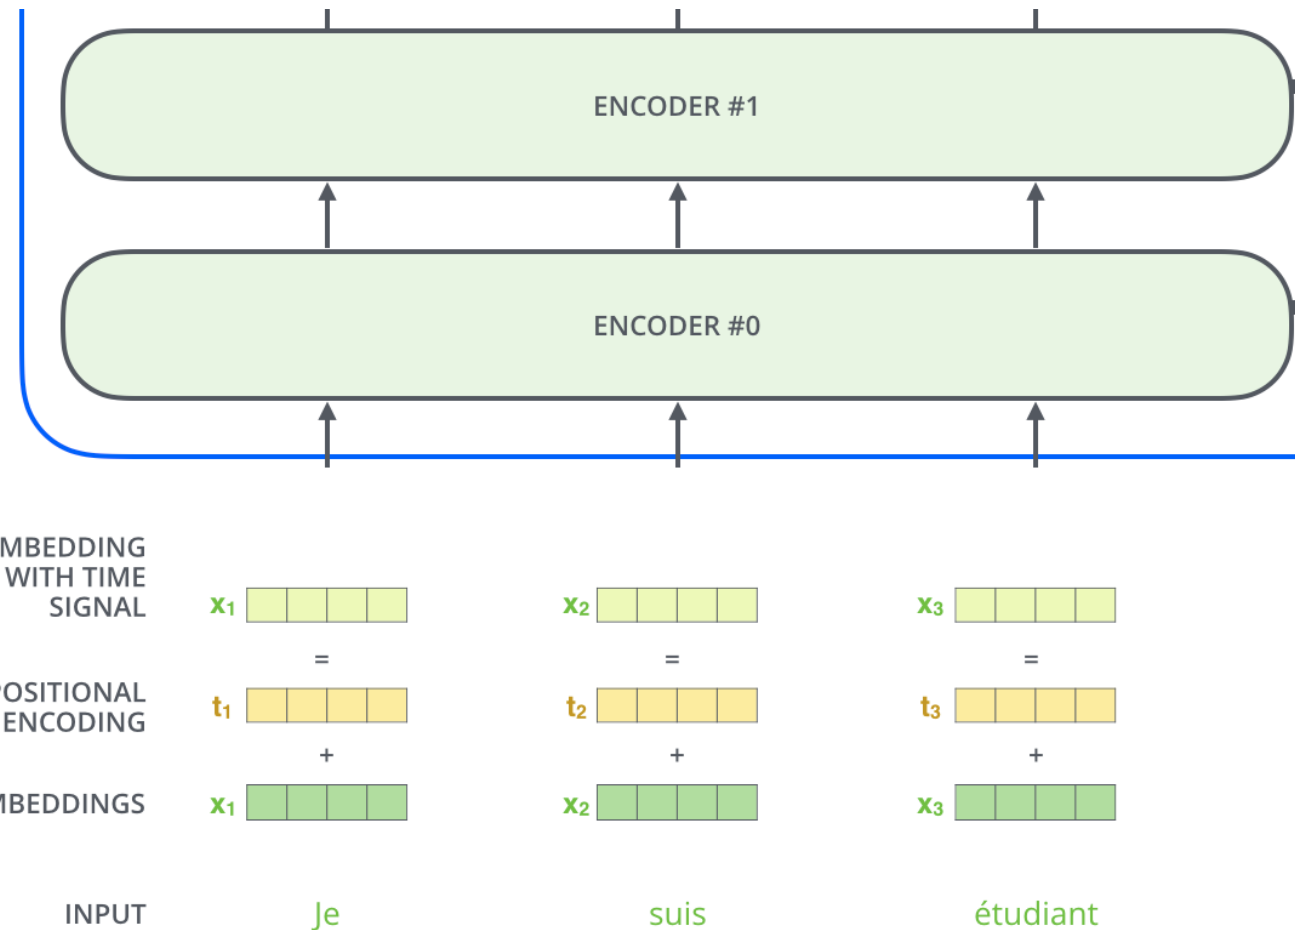 ENCODER #1
ENCODER #0
MBEDDING
WITH TIME
SIGNAL
x1 x2 x3
= = =
POSITIONAL
ENCODING
t1 t2 t3
+ + +
MBEDDINGS x1 x2 x3
INPUT Je suis étudiant